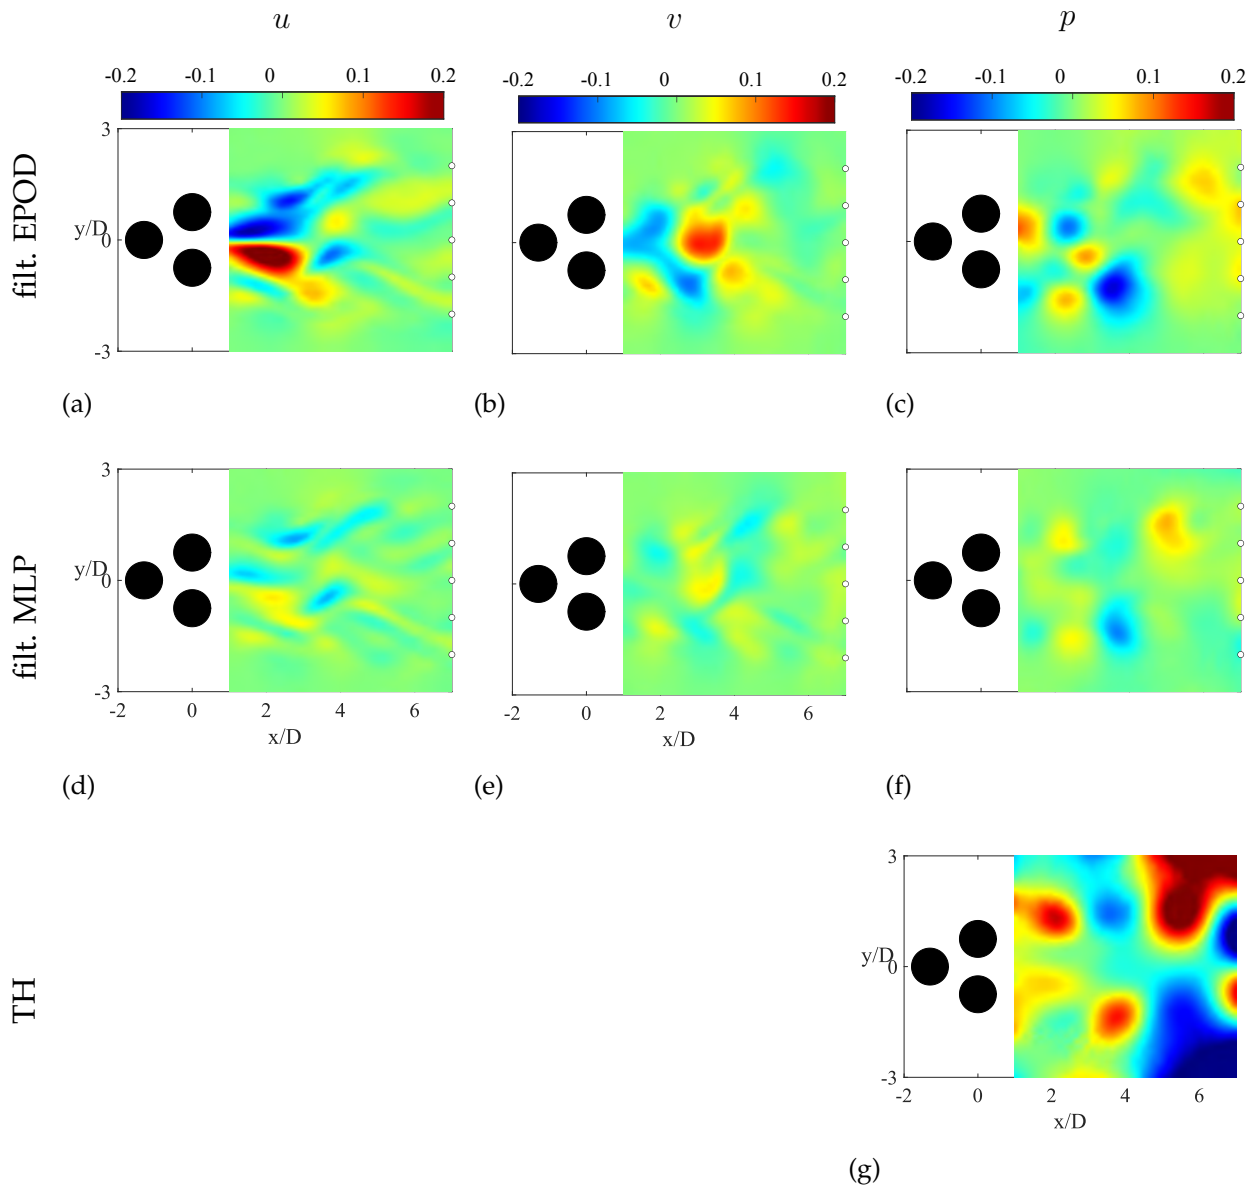 u v p
-0.2 -0.1 0 0.1 0.2 -0.2 -0.1 0 0.1 0.2 -0.2 -0.1 0 0.1 0.2
filt. EPOD
3
y/D
0
-3
(a) (b) (c)
filt. MLP
3
y/D
0
-3
-2 0 2 4 6 -2 0 2 4 6
x/D x/D
(d) (e) (f)
TH
3
y/D
0
-3
-2 0 2 4 6
x/D
(g)